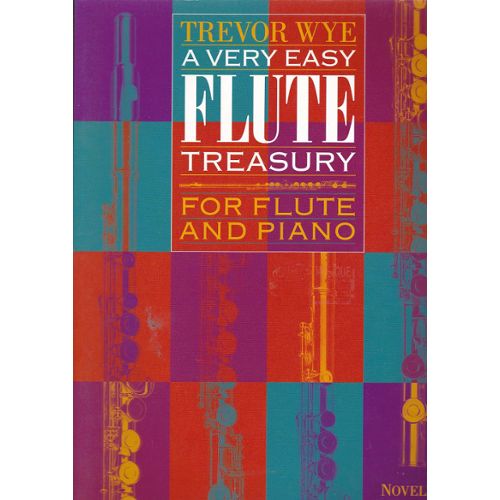 TREVOR WYE
A VERY EASY
FLUTE
TREASURY
FOR FLUTE
AND PIANO
NOVEL